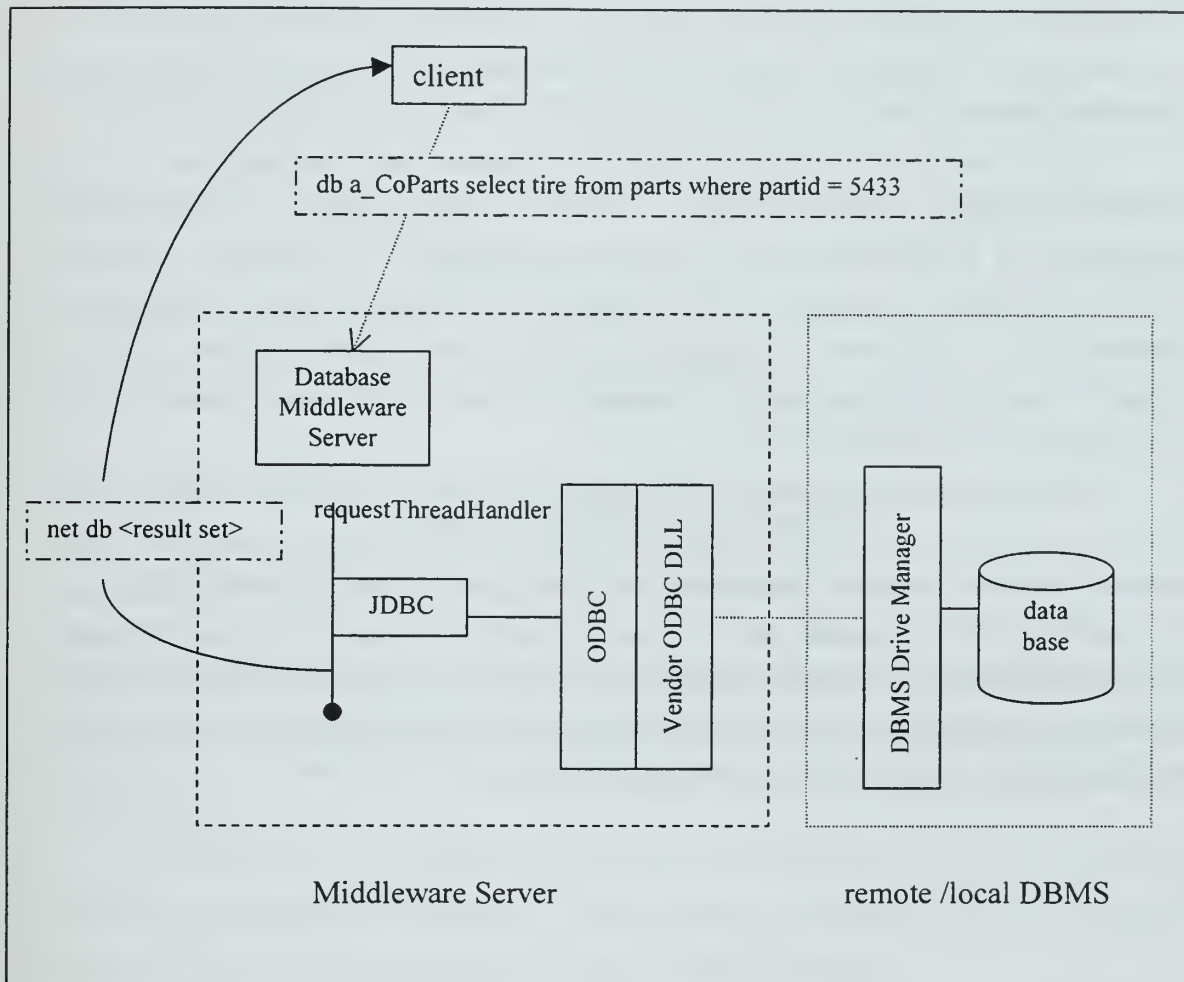 client
db a_CoParts select tire from parts where partid = 5433
Database
Middleware
Server
net db <result set>
requestThreadHandler
JDBC
ODBC
Vendor ODBC DLL
DBMS Drive Manager
data
base
Middleware Server
remote /local DBMS